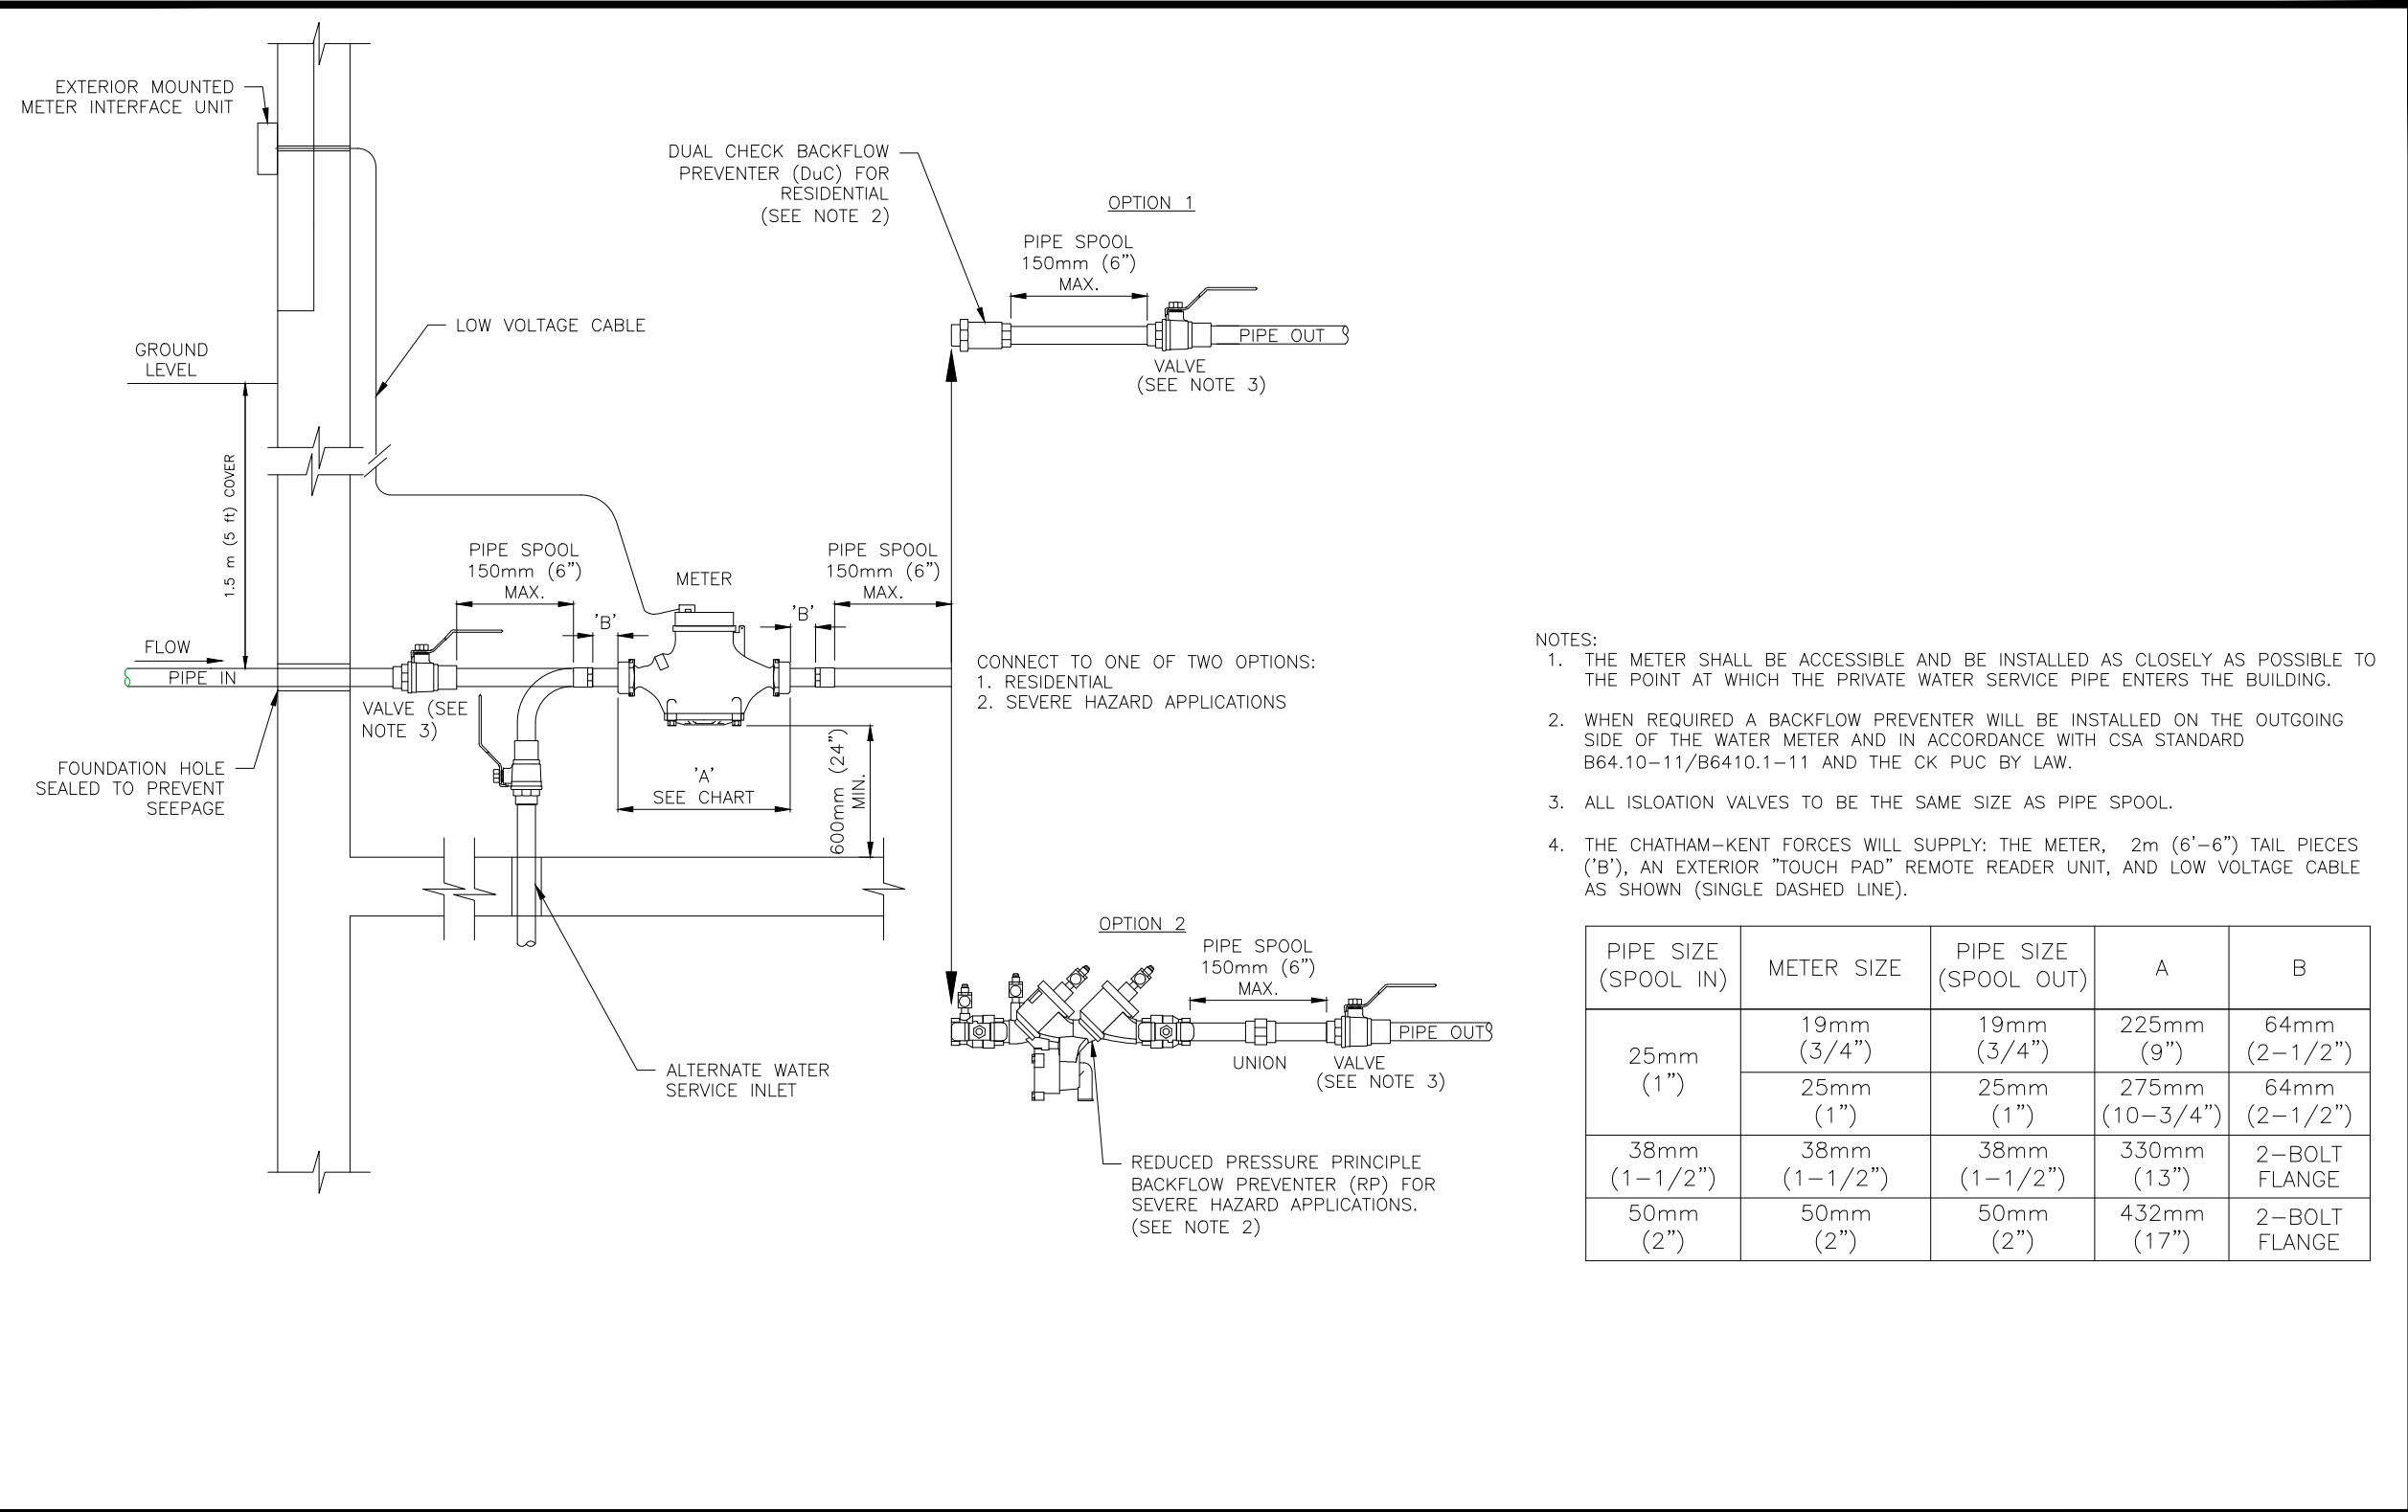 EXTERIOR MOUNTED
METER INTERFACE UNIT
DUAL CHECK BACKFLOW
PREVENTER (DuC) FOR
RESIDENTIAL
(SEE NOTE 2)
OPTION 1
PIPE SPOOL
150mm (6")
MAX.
PIPE OUT
VALVE
(SEE NOTE 3)
LOW VOLTAGE CABLE
GROUND
LEVEL
1.5 m (5 ft) COVER
PIPE SPOOL
150mm (6")
MAX.
'B'
METER
'B'
PIPE SPOOL
150mm (6")
MAX.
FLOW
PIPE IN
VALVE (SEE
NOTE 3)
FOUNDATION HOLE
SEALED TO PREVENT
SEEPAGE
'A'
SEE CHART
600mm (24")
MIN.
CONNECT TO ONE OF TWO OPTIONS:
1. RESIDENTIAL
2. SEVERE HAZARD APPLICATIONS
ALTERNATE WATER
SERVICE INLET
OPTION 2
PIPE SPOOL
150mm (6")
MAX.
PIPE OUT
UNION
VALVE
(SEE NOTE 3)
REDUCED PRESSURE PRINCIPLE
BACKFLOW PREVENTER (RP) FOR
SEVERE HAZARD APPLICATIONS.
(SEE NOTE 2)
NOTES:
1. THE METER SHALL BE ACCESSIBLE AND BE INSTALLED AS CLOSELY AS POSSIBLE TO
THE POINT AT WHICH THE PRIVATE WATER SERVICE PIPE ENTERS THE BUILDING.
2. WHEN REQUIRED A BACKFLOW PREVENTER WILL BE INSTALLED ON THE OUTGOING
SIDE OF THE WATER METER AND IN ACCORDANCE WITH CSA STANDARD
B64.10-11/B6410.1-11 AND THE CK PUC BY LAW.
3. ALL ISLOATION VALVES TO BE THE SAME SIZE AS PIPE SPOOL.
4. THE CHATHAM-KENT FORCES WILL SUPPLY: THE METER, 2m (6'-6") TAIL PIECES
('B'), AN EXTERIOR "TOUCH PAD" REMOTE READER UNIT, AND LOW VOLTAGE CABLE
AS SHOWN (SINGLE DASHED LINE).
PIPE SIZE
(SPOOL IN)
METER SIZE
PIPE SIZE
(SPOOL OUT)
A
B
25mm
(1")
19mm
(3/4")
19mm
(3/4")
225mm
(9")
64mm
(2-1/2")
25mm
(1")
25mm
(1")
275mm
(10-3/4")
64mm
(2-1/2")
38mm
(1-1/2")
38mm
(1-1/2")
38mm
(1-1/2")
330mm
(13")
2-BOLT
FLANGE
50mm
(2")
50mm
(2")
50mm
(2")
432mm
(17")
2-BOLT
FLANGE